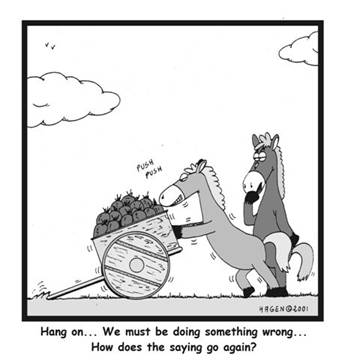 PUSH
PUSH
HAGEN©2001
Hang on... We must be doing something wrong...
How does the saying go again?